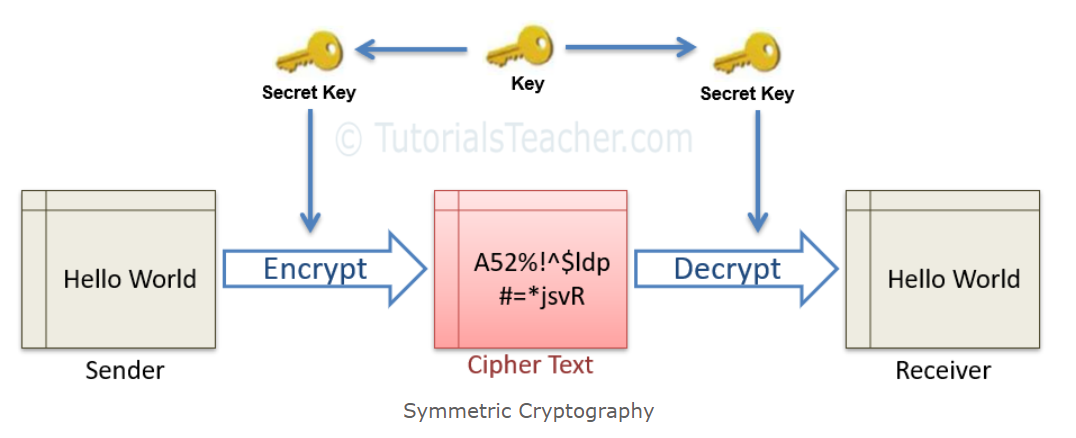 Secret Key
Key
Secret Key
© TutorialsTeacher.com
Hello World
Encrypt
A52%!^$ldp
#=*jsvR
Decrypt
Hello World
Sender
Cipher Text
Receiver
Symmetric Cryptography